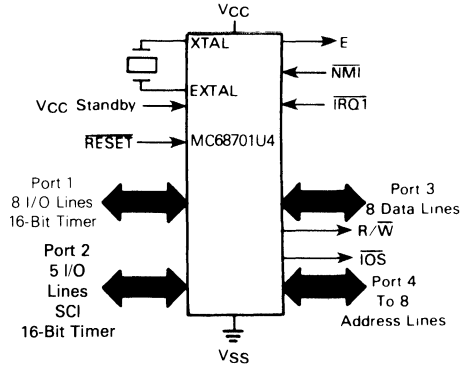 VCC
XTAL
E
NMI
EXTAL
VCC Standby
IRQ1
RESET
MC68701U4
Port 1
8 I/O Lines
16-Bit Timer
Port 3
8 Data Lines
R/W
Port 2
5 I/O
Lines
SCI
16-Bit Timer
IOS
Port 4
To 8
Address Lines
VSS